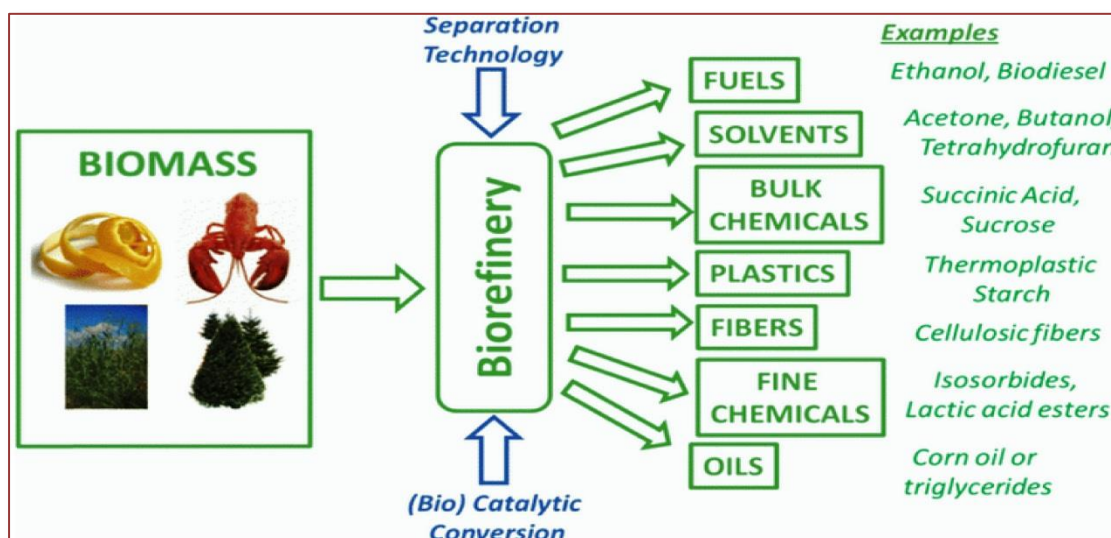 Separation
Technology
BIOMASS
Biorefinery
(Bio) Catalytic
Conversion
Examples
FUELS
Ethanol, Biodiesel
SOLVENTS
Acetone, Butanol
Tetrahydrofuran
BULK
CHEMICALS
Succinic Acid,
Sucrose
PLASTICS
Thermoplastic
Starch
FIBERS
Cellulosic fibers
FINE
CHEMICALS
Isosorbides,
Lactic acid esters
OILS
Corn oil or
triglycerides